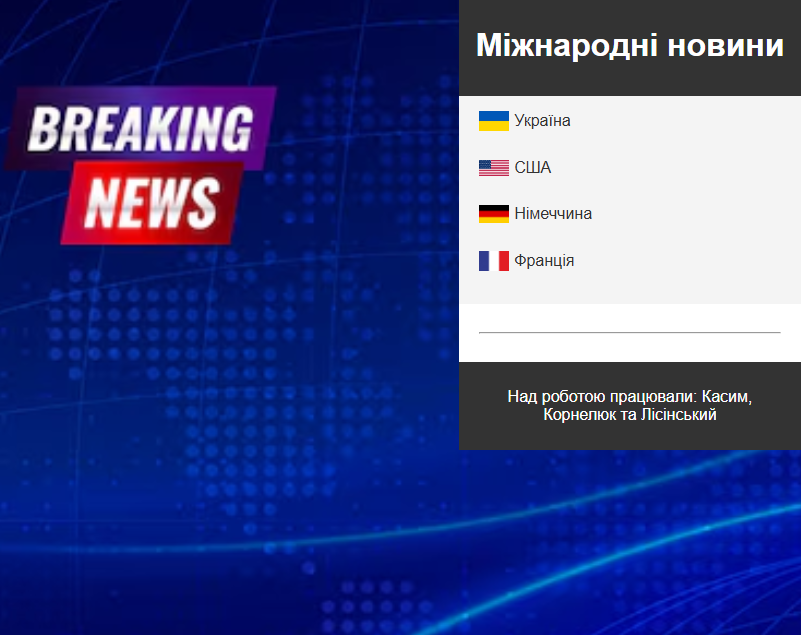 BREAKING
NEWS
Міжнародні новини
Україна
США
Німеччина
Франція
Над роботою працювали: Касим,
Корнелюк та Лісінський